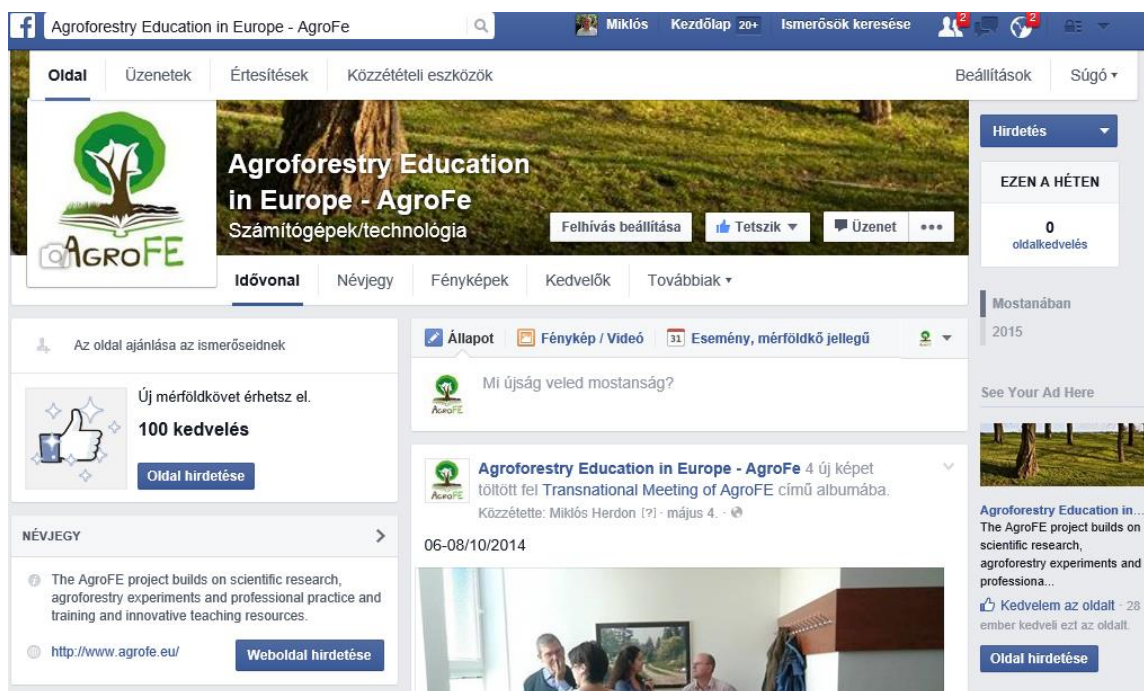 Agroforestry Education in Europe - AgroFe
Miklós
Kezdőlap 20+
Ismerősök keresése
2
2
Oldal
Üzenetek
Értesítések
Közzétételi eszközök
Beállítások
Súgó
AGROFE
Agroforestry Education
in Europe - AgroFe
Számítógépek/technológia
Felhívás beállítása
Tetszik
Üzenet
Idővonal
Névjegy
Fényképek
Kedvelők
Továbbiak
Az oldal ajánlása az ismerőseidnek
Új mérföldkövet érhetsz el.
100 kedvelés
Oldal hirdetése
NÉVJEGY
The AgroFE project builds on scientific research,
agroforestry experiments and professional practice and
training and innovative teaching resources.
http://www.agrofe.eu/
Weboldal hirdetése
Állapot
Fénykép / Videó
31
Esemény, mérföldkő jellegű
AGROFE
Mi újság veled mostanság?
AGROFE
Agroforestry Education in Europe - AgroFe 4 új képet
töltött fel Transnational Meeting of AgroFE című albumába.
Közzétette: Miklós Herdon [?] · május 4. ·
06-08/10/2014
Hirdetés
EZEN A HÉTEN
0
oldalkedvelés
Mostanában
2015
See Your Ad Here
Agroforestry Education in...
The AgroFE project builds on
scientific research,
agroforestry experiments and
professiona...
Kedvelem az oldalt · 28
ember kedveli ezt az oldalt.
Oldal hirdetése